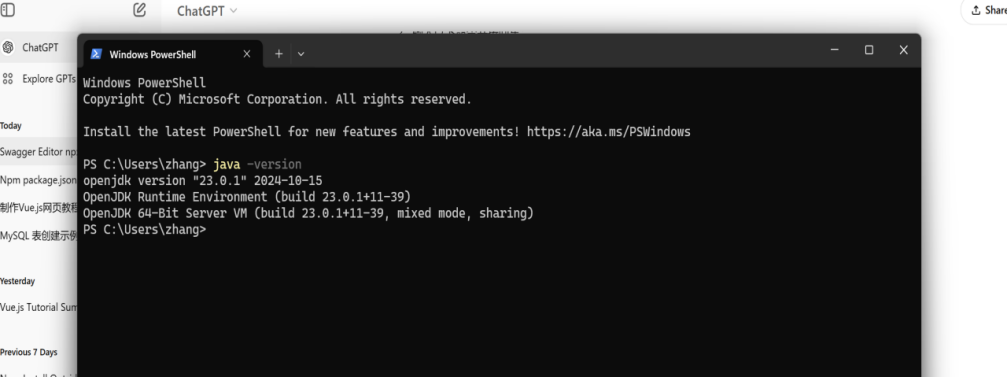 ChatGPT
Share
ChatGPT
Explore GPTs
Today
Swagger Editor np
Npm package.json
制作Vue.js网页教程
MySQL 表创建示例
Yesterday
Vue.js Tutorial Sum
Previous 7 Days
Windows PowerShell
Windows PowerShell
Copyright (C) Microsoft Corporation. All rights reserved.
Install the latest PowerShell for new features and improvements! https://aka.ms/PSWindows
PS C:\Users\zhang> java -version
openjdk version "23.0.1" 2024-10-15
OpenJDK Runtime Environment (build 23.0.1+11-39)
OpenJDK 64-Bit Server VM (build 23.0.1+11-39, mixed mode, sharing)
PS C:\Users\zhang>